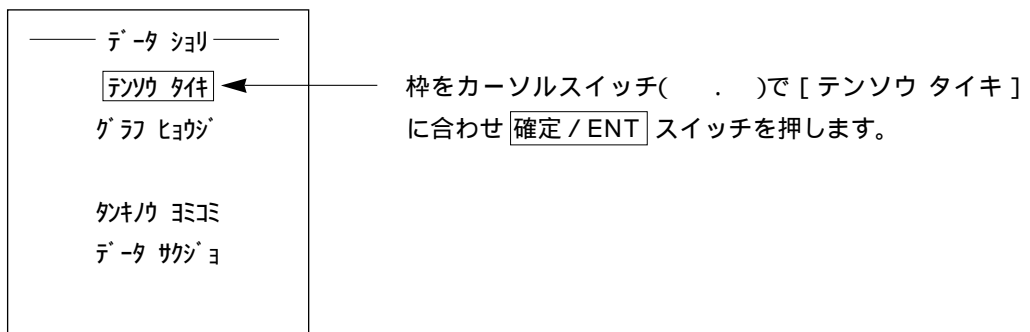 ﾃﾞｰﾀ ｼｮﾘ
ﾃﾝｿｳ ﾀｲｷ
ｸﾞﾗﾌ ﾋｮｳｼﾞ
ﾀﾝｷﾉｳ ﾖﾐｺﾐ
ﾃﾞｰﾀ ｻｸｼﾞｮ
枠をカーソルスイッチ( . )で [ テンソウ タイキ ]
に合わせ 確定 / ENT スイッチを押します。